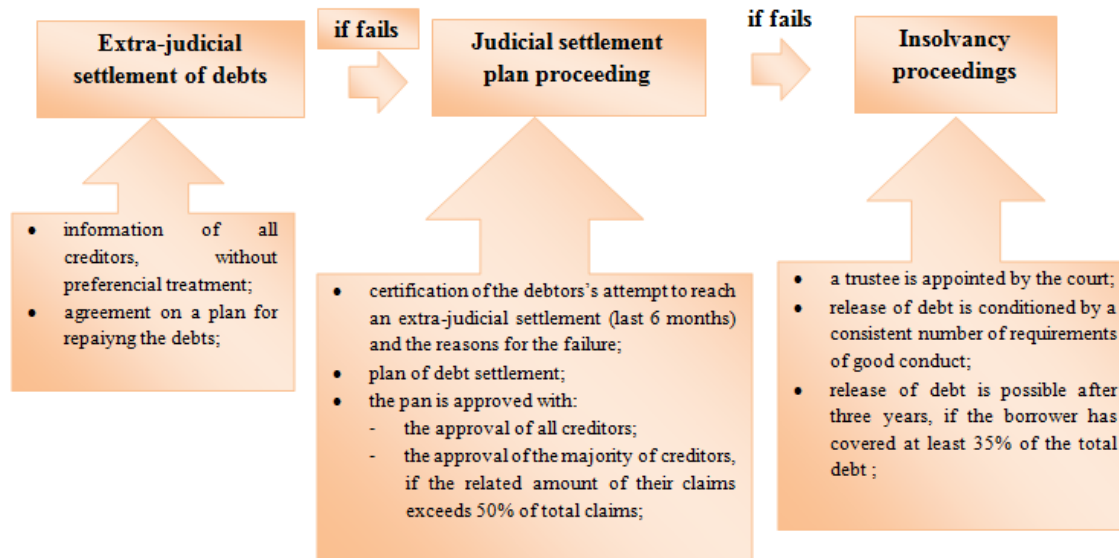 Extra-judicial
settlement of debts
if fails
Judicial settlement
plan proceeding
if fails
Insolvancy
proceedings
• information of all
creditors, without
preferencial treatment;
• agreement on a plan for
repaiyng the debts;
• certification of the debtors’s attempt to reach
an extra-judicial settlement (last 6 months)
and the reasons for the failure;
• plan of debt settlement;
• the pan is approved with:
- the approval of all creditors;
- the approval of the majority of creditors,
if the related amount of their claims
exceeds 50% of total claims;
• a trustee is appointed by the court;
• release of debt is conditioned by a
consistent number of requirements
of good conduct;
• release of debt is possible after
three years, if the borrower has
covered at least 35% of the total
debt ;